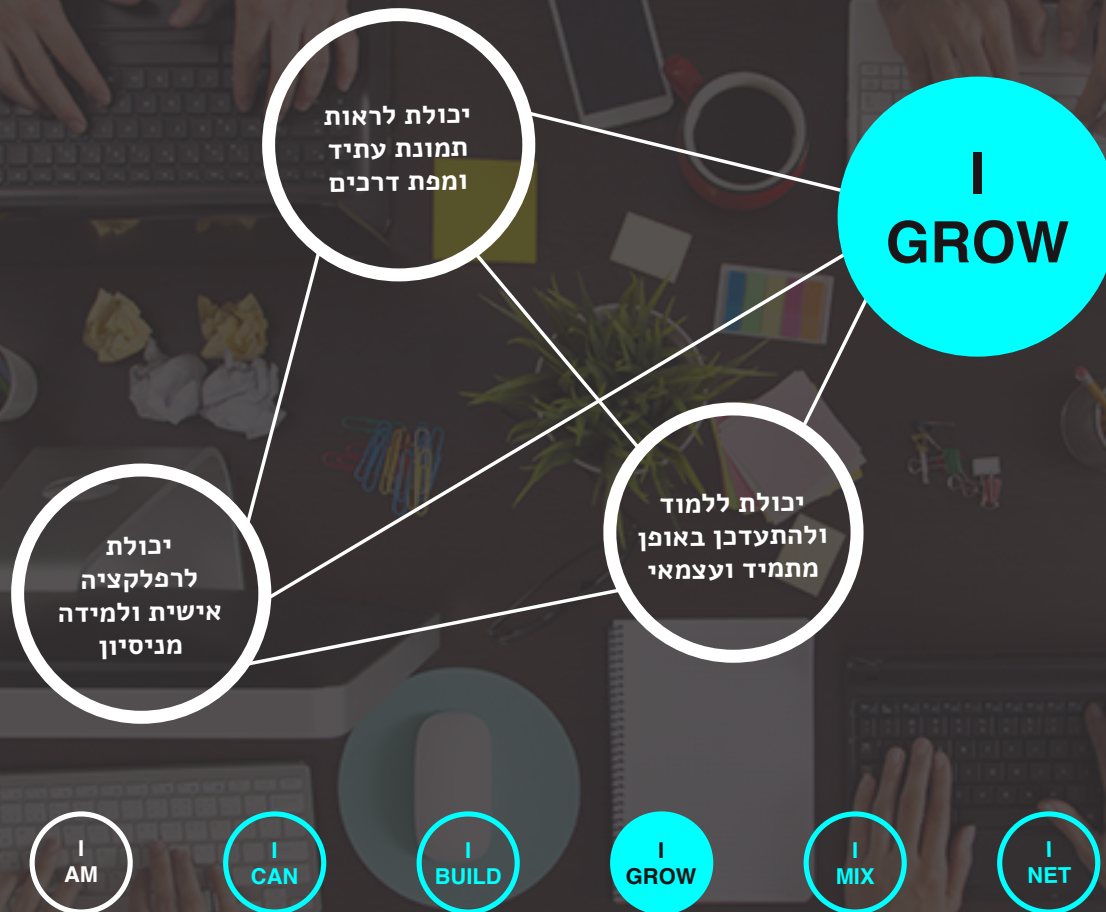 I
GROW
יכולת לראות
תמונת עתיד
ומפת דרכים
יכולת ללמוד
ולהתעדכן באופן
מתמיד ועצמאי
יכולת
לרפלקציה
אישית ולמידה
מניסיון
I
AM
I
CAN
I
BUILD
I
GROW
I
MIX
I
NET